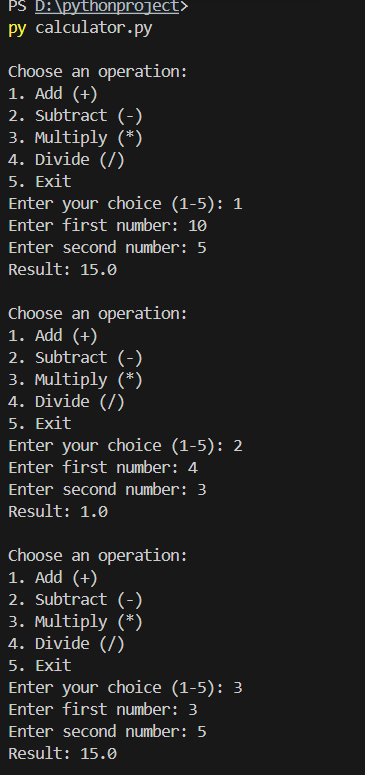 PS D:\pythonproject>
py calculator.py
Choose an operation:
1. Add (+)
2. Subtract (-)
3. Multiply (*)
4. Divide (/)
5. Exit
Enter your choice (1-5): 1
Enter first number: 10
Enter second number: 5
Result: 15.0
Choose an operation:
1. Add (+)
2. Subtract (-)
3. Multiply (*)
4. Divide (/)
5. Exit
Enter your choice (1-5): 2
Enter first number: 4
Enter second number: 3
Result: 1.0
Choose an operation:
1. Add (+)
2. Subtract (-)
3. Multiply (*)
4. Divide (/)
5. Exit
Enter your choice (1-5): 3
Enter first number: 3
Enter second number: 5
Result: 15.0